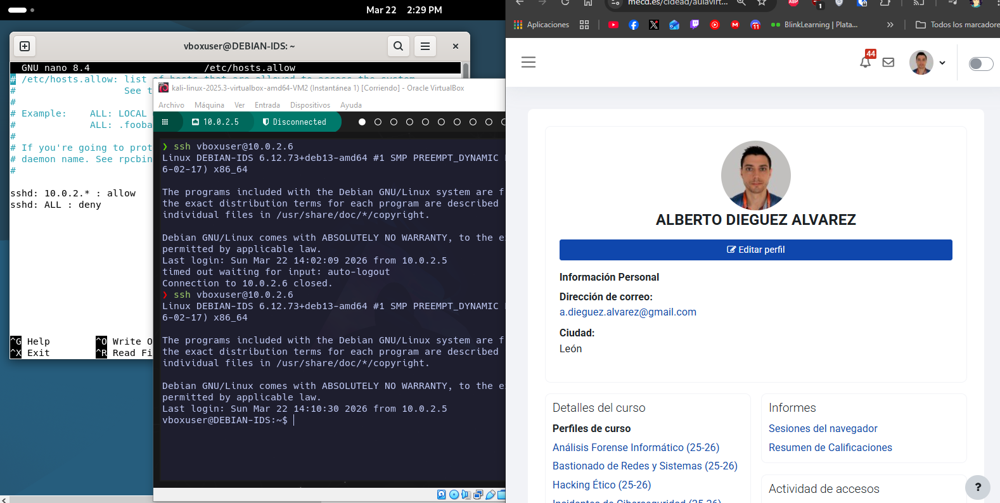 Mar 22 2:29 PM
vboxuser@DEBIAN-IDS: ~
GNU nano 8.4 /etc/hosts.allow
# /etc/hosts.allow: list of hosts that are allowed to access the system
# See t
#
# Example: ALL: LOCAL
# ALL: .fooba
#
# If you're going to prot
# daemon name. See rpcbin
#
sshd: 10.0.2.* : allow
sshd: ALL : deny
^G Help ^O Write O
^X Exit ^R Read Fi
kali-linux-2025.3-virtualbox-amd64-VM2 (Instantánea 1) [Corriendo] - Oracle VirtualBox
Archivo Máquina Ver Entrada Dispositivos Ayuda
10.0.2.5 Disconnected
❯ ssh vboxuser@10.0.2.6
Linux DEBIAN-IDS 6.12.73+deb13-amd64 #1 SMP PREEMPT_DYNAMIC
6-02-17) x86_64
The programs included with the Debian GNU/Linux system are f
the exact distribution terms for each program are described
individual files in /usr/share/doc/*/copyright.
Debian GNU/Linux comes with ABSOLUTELY NO WARRANTY, to the e
permitted by applicable law.
Last login: Sun Mar 22 14:02:09 2026 from 10.0.2.5
timed out waiting for input: auto-logout
Connection to 10.0.2.6 closed.
❯ ssh vboxuser@10.0.2.6
Linux DEBIAN-IDS 6.12.73+deb13-amd64 #1 SMP PREEMPT_DYNAMIC
6-02-17) x86_64
The programs included with the Debian GNU/Linux system are f
the exact distribution terms for each program are described
individual files in /usr/share/doc/*/copyright.
Debian GNU/Linux comes with ABSOLUTELY NO WARRANTY, to the e
permitted by applicable law.
Last login: Sun Mar 22 14:10:30 2026 from 10.0.2.5
vboxuser@DEBIAN-IDS:~$
mecd.es/cidead/aulavirt...
ABP
1
Aplicaciones
11
BlinkLearning | Plata...
»
Todos los marcadore
44
ALBERTO DIEGUEZ ALVAREZ
Editar perfil
Información Personal
Dirección de correo:
a.dieguez.alvarez@gmail.com
Ciudad:
León
Detalles del curso
Perfiles de curso
Análisis Forense Informático (25-26)
Bastionado de Redes y Sistemas (25-26)
Hacking Ético (25-26)
Incidentes de Ciberseguridad (25-26)
Informes
Sesiones del navegador
Resumen de Calificaciones
Actividad de accesos
?